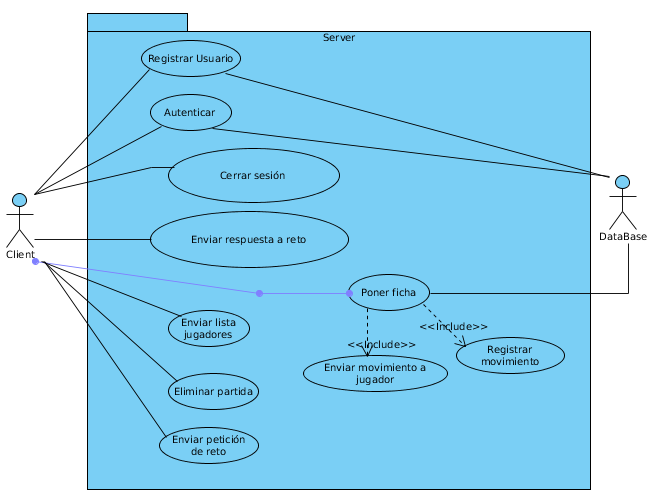 Server
Registrar Usuario
Autenticar
Cerrar sesión
Client
DataBase
Enviar respuesta a reto
Poner ficha
Enviar lista
jugadores
<<Include>>
<<Include>>
Registrar
movimiento
Enviar movimiento a
jugador
Eliminar partida
Enviar petición
de reto